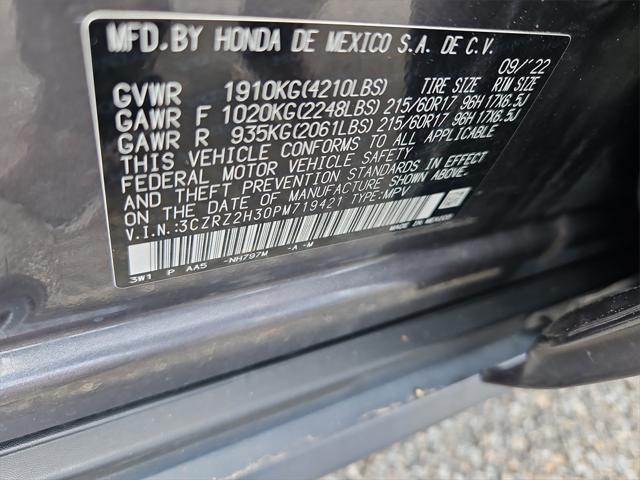 MFD. BY HONDA DE MEXICO S.A. DE C.V.
09/'22
GVWR 1910KG(4210LBS) TIRE SIZE RIM SIZE
GAWR F 1020KG(2248LBS) 215/60R17 96H 17X6.5J
GAWR R 935KG(2061LBS) 215/60R17 96H 17X6.5J
THIS VEHICLE CONFORMS TO ALL APPLICABLE
FEDERAL MOTOR VEHICLE SAFETY
AND THEFT PREVENTION STANDARDS IN EFFECT
ON THE DATE OF MANUFACTURE SHOWN ABOVE.
V.I.N.:3CZRZ2H30PM719421 TYPE:MPV
MADE IN MEXICO
3W1 P AA5 -NH797M -A -M